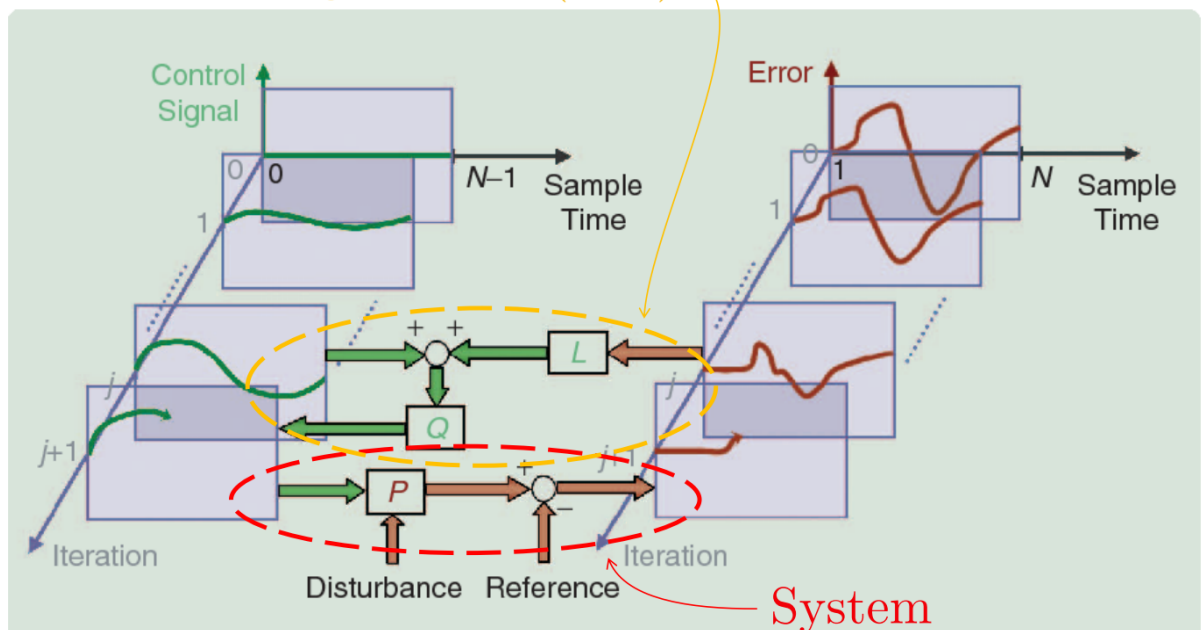 Control
Signal
0
0
N–1
Sample
Time
1
j
j+1
Iteration
Error
0
1
N
Sample
Time
1
j
j+1
Iteration
+
+
L
Q
P
+
–
Disturbance
Reference
System